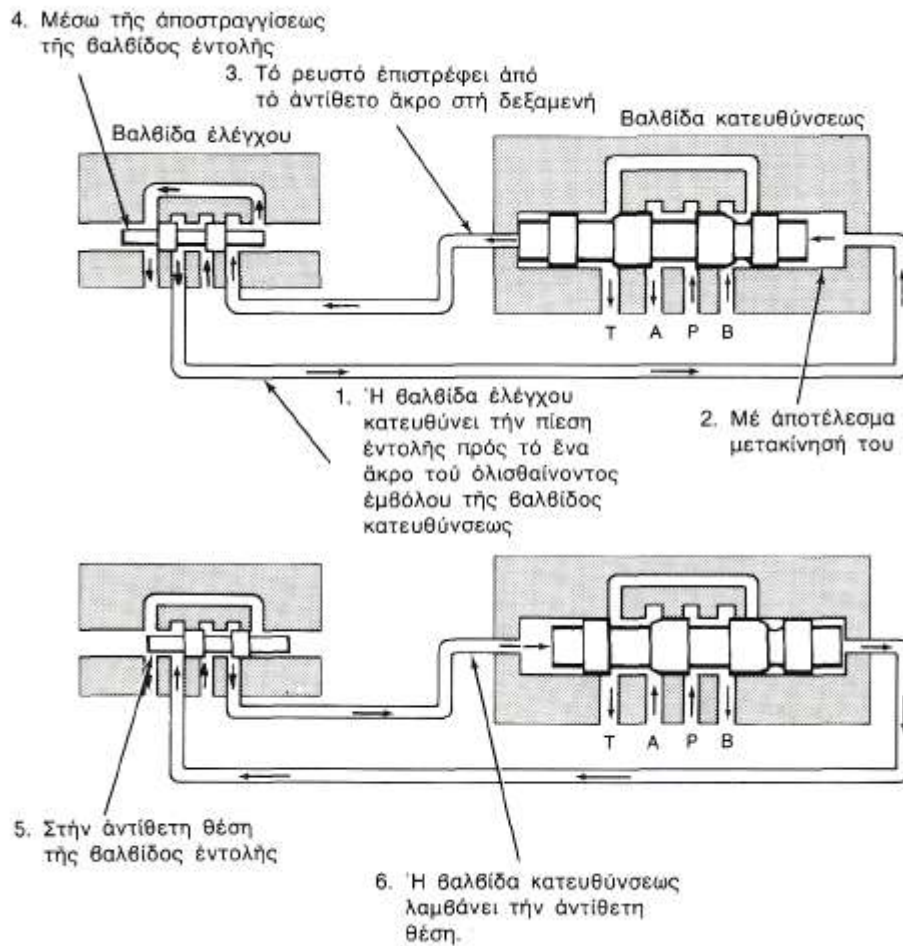 4. Μέσω τῆς ἀποστραγγίσεως
τῆς βαλβίδος ἐντολῆς
3. Τό ρευστό ἐπιστρέφει ἀπό
τό ἀντίθετο ἄκρο στή δεξαμενή
Βαλβίδα ἐλέγχου
Βαλβίδα κατευθύνσεως
T A P B
1. Ἡ βαλβίδα ἐλέγχου
κατευθύνει τήν πίεση
ἐντολῆς πρός τό ἕνα
ἄκρο τοῦ ὀλισθαίνοντος
ἐμβόλου τῆς βαλβίδος
κατευθύνσεως
2. Μέ ἀποτέλεσμα
μετακίνησή του
T A P B
5. Στήν ἀντίθετη θέση
τῆς βαλβίδος ἐντολῆς
6. Ἡ βαλβίδα κατευθύνσεως
λαμβάνει τήν ἀντίθετη
θέση.